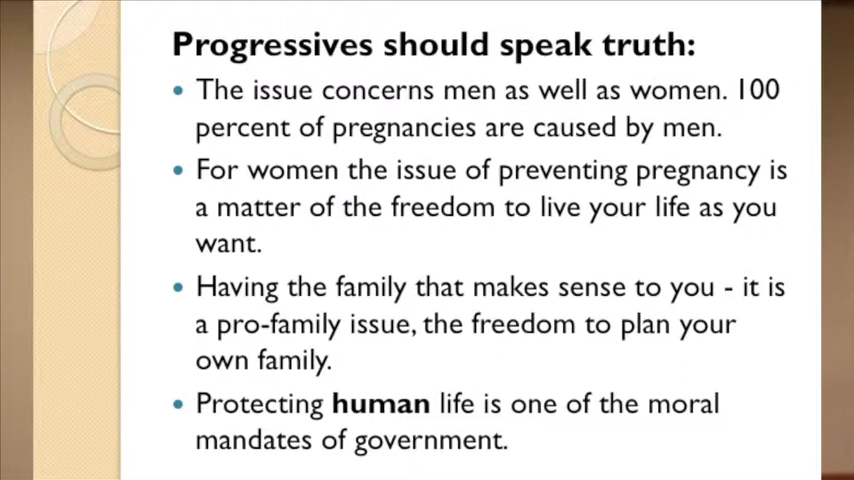 Progressives should speak truth:
• The issue concerns men as well as women. 100
percent of pregnancies are caused by men.
• For women the issue of preventing pregnancy is
a matter of the freedom to live your life as you
want.
• Having the family that makes sense to you - it is
a pro-family issue, the freedom to plan your
own family.
• Protecting human life is one of the moral
mandates of government.